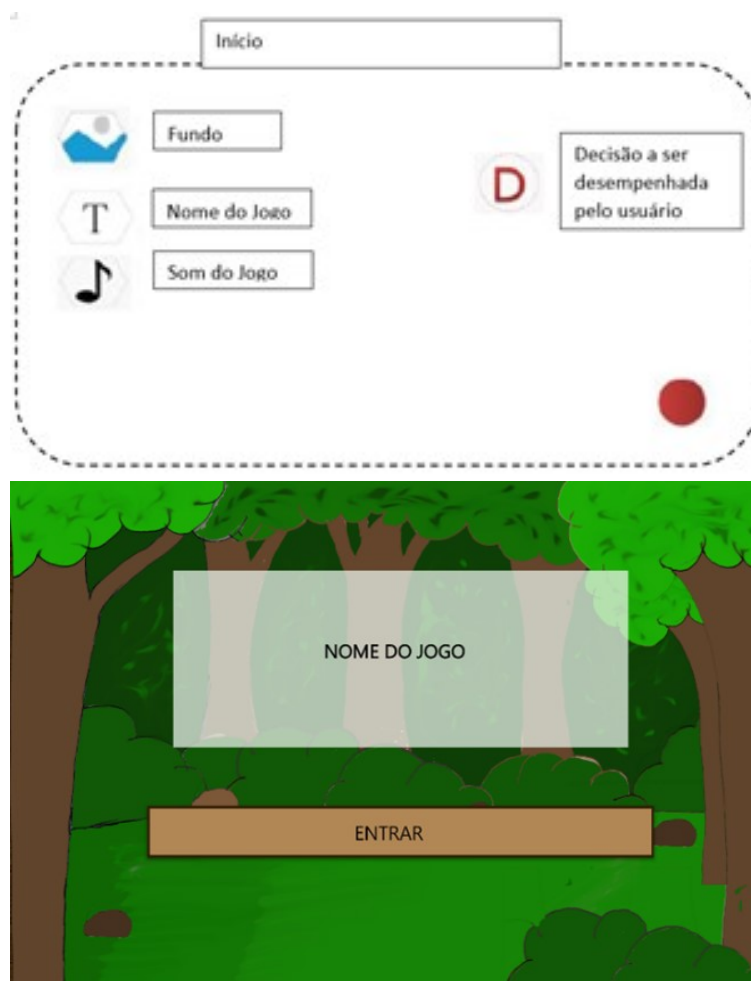 Início
Fundo
Nome do Jogo
Som do Jogo
D
Decisão a ser
desempenhada
pelo usuário
T
NOME DO JOGO
ENTRAR